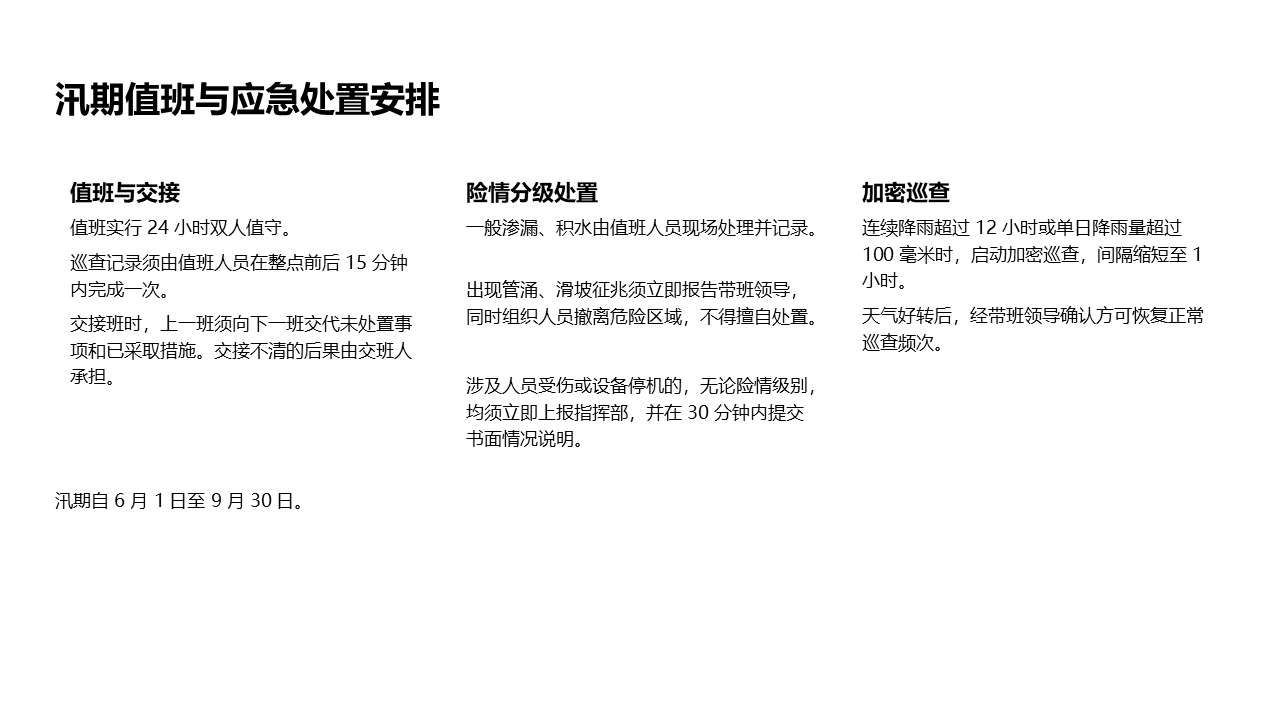 汛期值班与应急处置安排
值班与交接
值班实行 24 小时双人值守。
巡查记录须由值班人员在整点前后 15 分钟
内完成一次。
交接班时，上一班须向下一班交代未处置事
项和已采取措施。交接不清的后果由交班人
承担。
险情分级处置
一般渗漏、积水由值班人员现场处理并记录。
出现管涌、滑坡征兆须立即报告带班领导，
同时组织人员撤离危险区域，不得擅自处置。
涉及人员受伤或设备停机的，无论险情级别，
均须立即上报指挥部，并在 30 分钟内提交
书面情况说明。
加密巡查
连续降雨超过 12 小时或单日降雨量超过
100 毫米时，启动加密巡查，间隔缩短至 1
小时。
天气好转后，经带班领导确认方可恢复正常
巡查频次。
汛期自 6 月 1 日至 9 月 30 日。